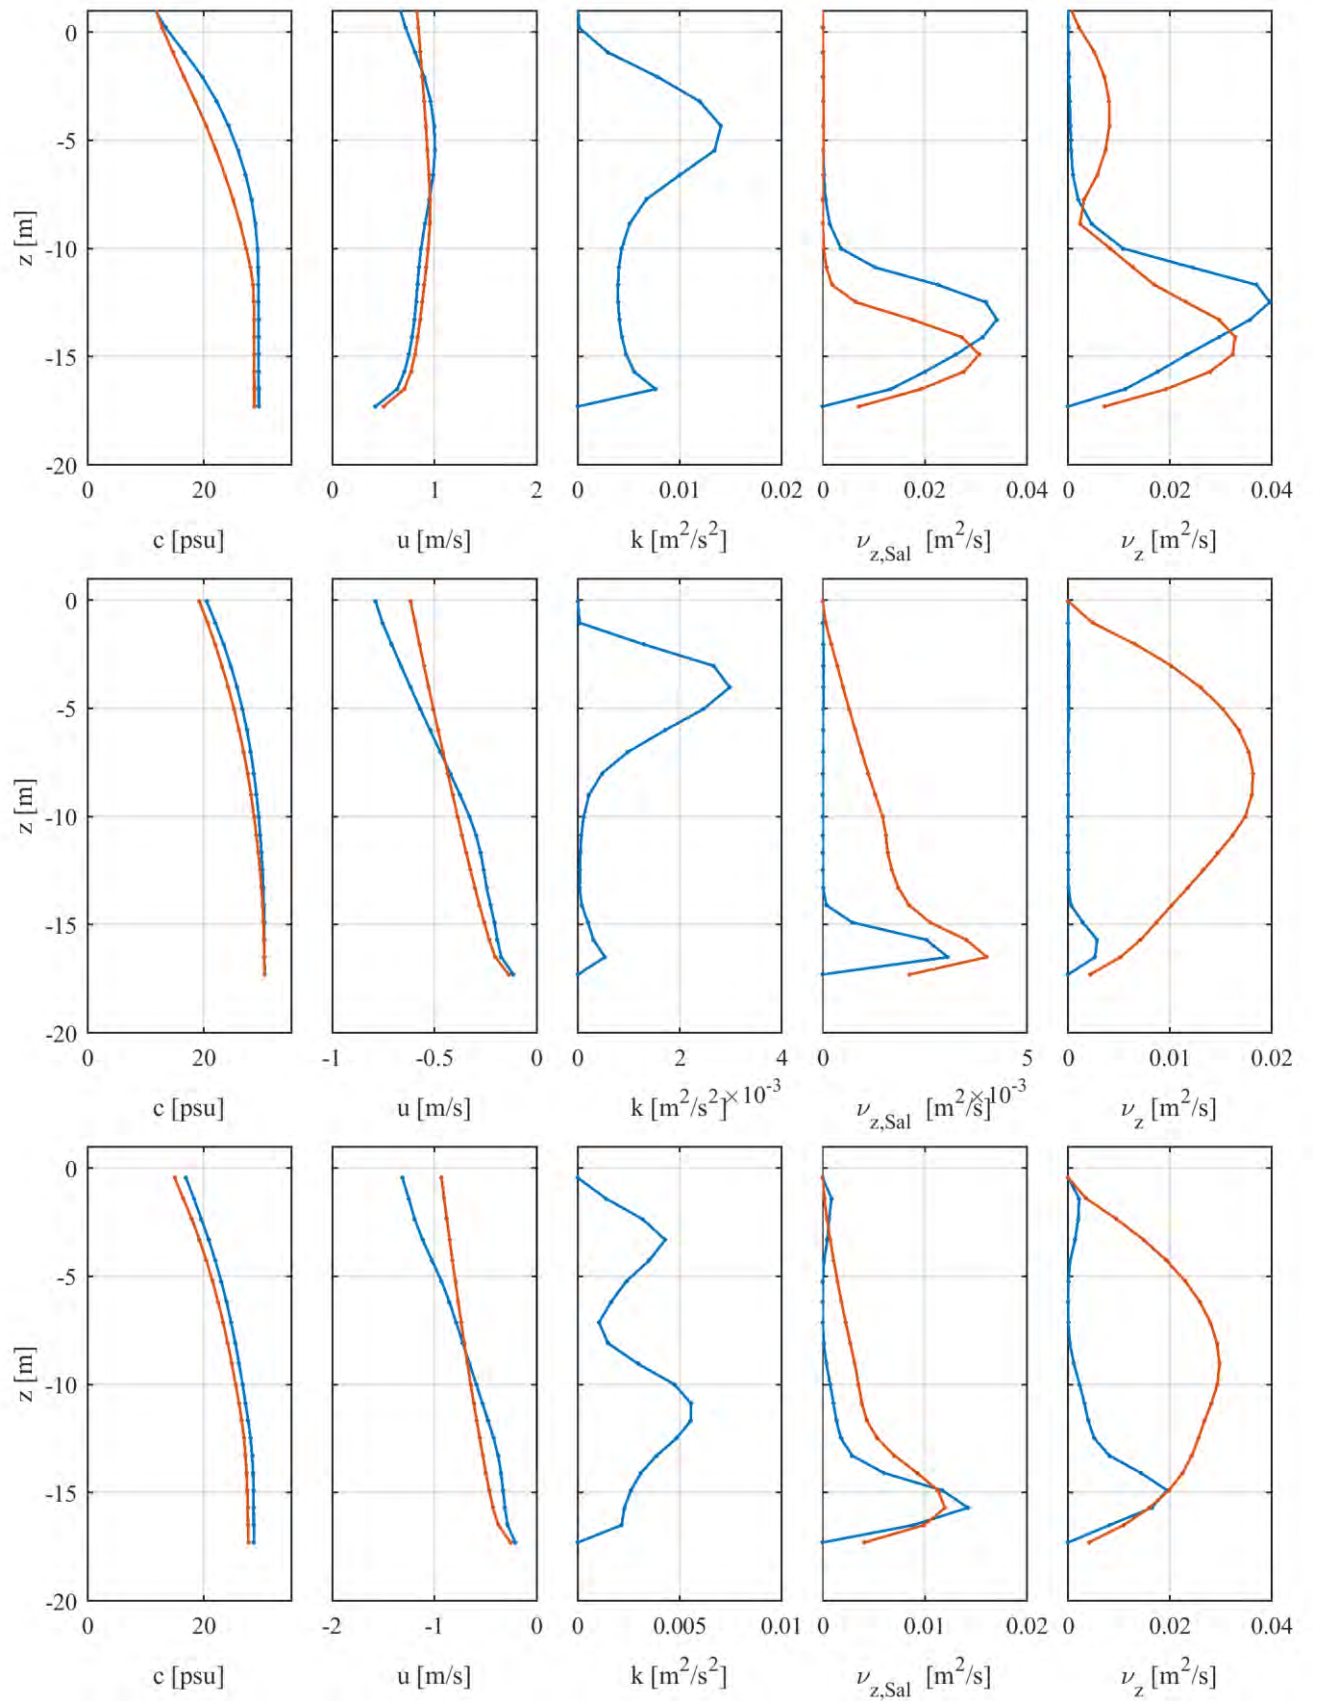 0
-5
-10
-15
-20
z [m]
0 20
0 1 2
0 0.01 0.02
0 0.02 0.04
0 0.02 0.04
c [psu]
u [m/s]
k [m²/s²]
ν_z,Sal [m²/s]
ν_z [m²/s]
0
-5
-10
-15
-20
z [m]
0 20
-1 -0.5 0
0 2 4
0 5
0 0.01 0.02
c [psu]
u [m/s]
k [m²/s²] ×10⁻³
ν_z,Sal [m²/s] ×10⁻³
ν_z [m²/s]
0
-5
-10
-15
-20
z [m]
0 20
-2 -1 0
0 0.005 0.01
0 0.01 0.02
0 0.02 0.04
c [psu]
u [m/s]
k [m²/s²]
ν_z,Sal [m²/s]
ν_z [m²/s]